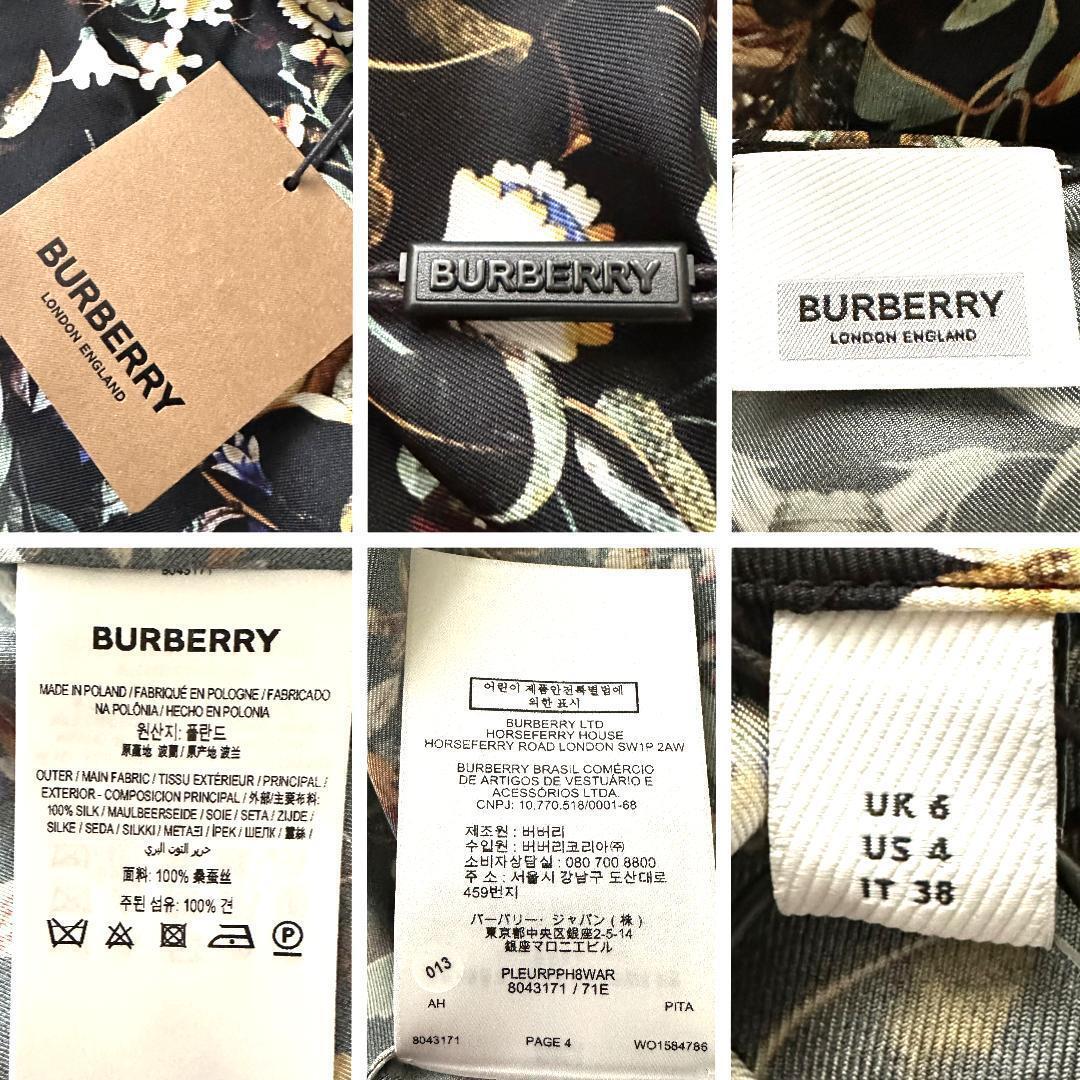 BURBERRY
LONDON ENGLAND
BURBERRY
BURBERRY
LONDON ENGLAND
8043171
BURBERRY
MADE IN POLAND / FABRIQUÉ EN POLOGNE / FABRICADO
NA POLÔNIA / HECHO EN POLONIA
원산지: 폴란드
原產地 波蘭 / 原产地 波兰
OUTER / MAIN FABRIC / TISSU EXTÉRIEUR / PRINCIPAL /
EXTERIOR - COMPOSICION PRINCIPAL / 外部/主要布料:
100% SILK / MAULBEERSEIDE / SOIE / SETA / ZIJDE /
SILKE / SEDA / SILKKI / ΜΕΤΑΞΙ / İPEK / ШЕЛК / 蠶絲 /
حرير التوت البري
面料: 100% 桑蚕丝
주된 섬유: 100% 견
P
어린이 제품안전특별법에
의한 표시
BURBERRY LTD
HORSEFERRY HOUSE
HORSEFERRY ROAD LONDON SW1P 2AW
BURBERRY BRASIL COMÉRCIO
DE ARTIGOS DE VESTUÁRIO E
ACESSÓRIOS LTDA.
CNPJ: 10.770.518/0001-68
제조원 : 버버리
수입원 : 버버리코리아㈜
소비자상담실 : 080 700 8800
주 소 : 서울시 강남구 도산대로
459번지
バーバリー・ジャパン ( 株 )
東京都中央区銀座2-5-14
銀座マロニエビル
013
PLEURPPH8WAR
8043171 / 71E
AH
PITA
8043171
PAGE 4
WO1584786
UK 6
US 4
IT 38